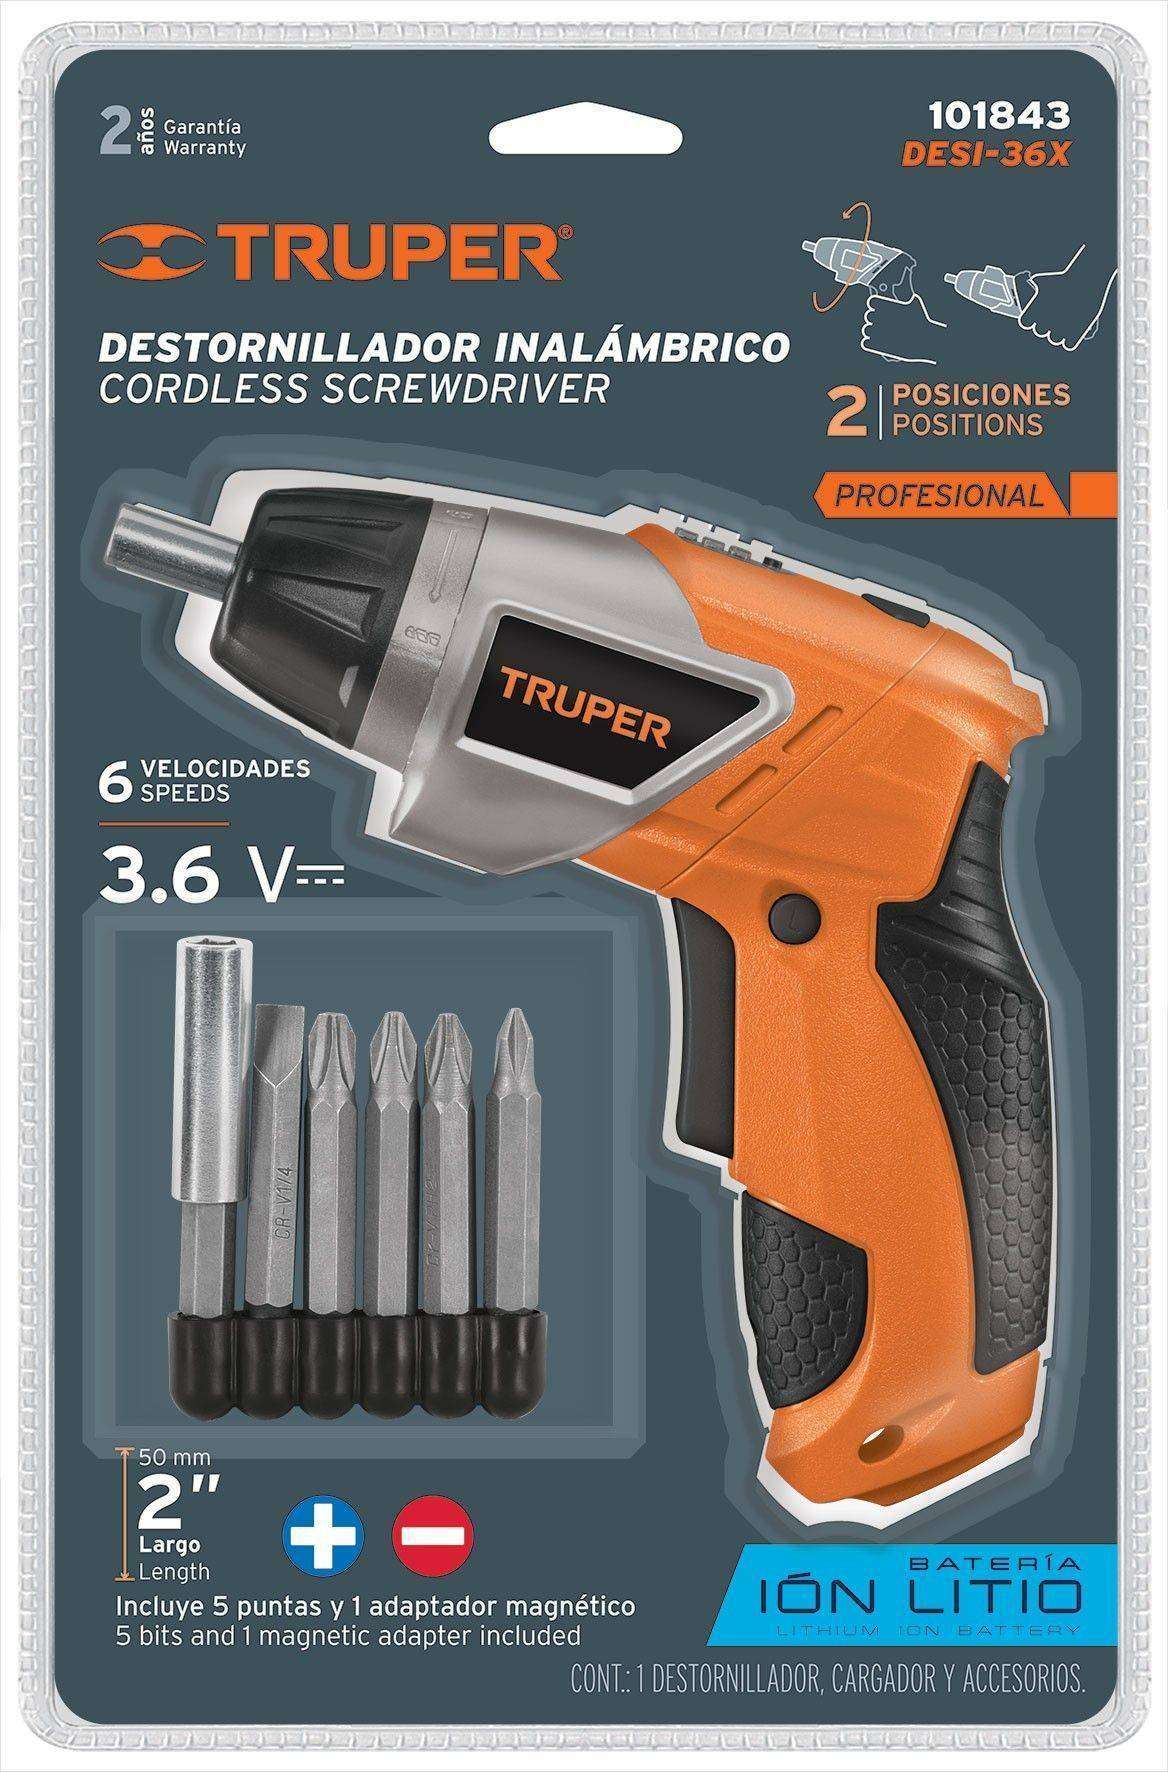 2 años Garantía
Warranty
101843
DESI-36X
TRUPER®
DESTORNILLADOR INALÁMBRICO
CORDLESS SCREWDRIVER
2 POSICIONES
POSITIONS
PROFESIONAL
TRUPER
6 VELOCIDADES
SPEEDS
3.6 V
CR-V1/4
50 mm
2"
Largo
Length
Incluye 5 puntas y 1 adaptador magnético
5 bits and 1 magnetic adapter included
BATERÍA
IÓN LITIO
LITHIUM ION BATTERY
CONT.: 1 DESTORNILLADOR, CARGADOR Y ACCESORIOS.